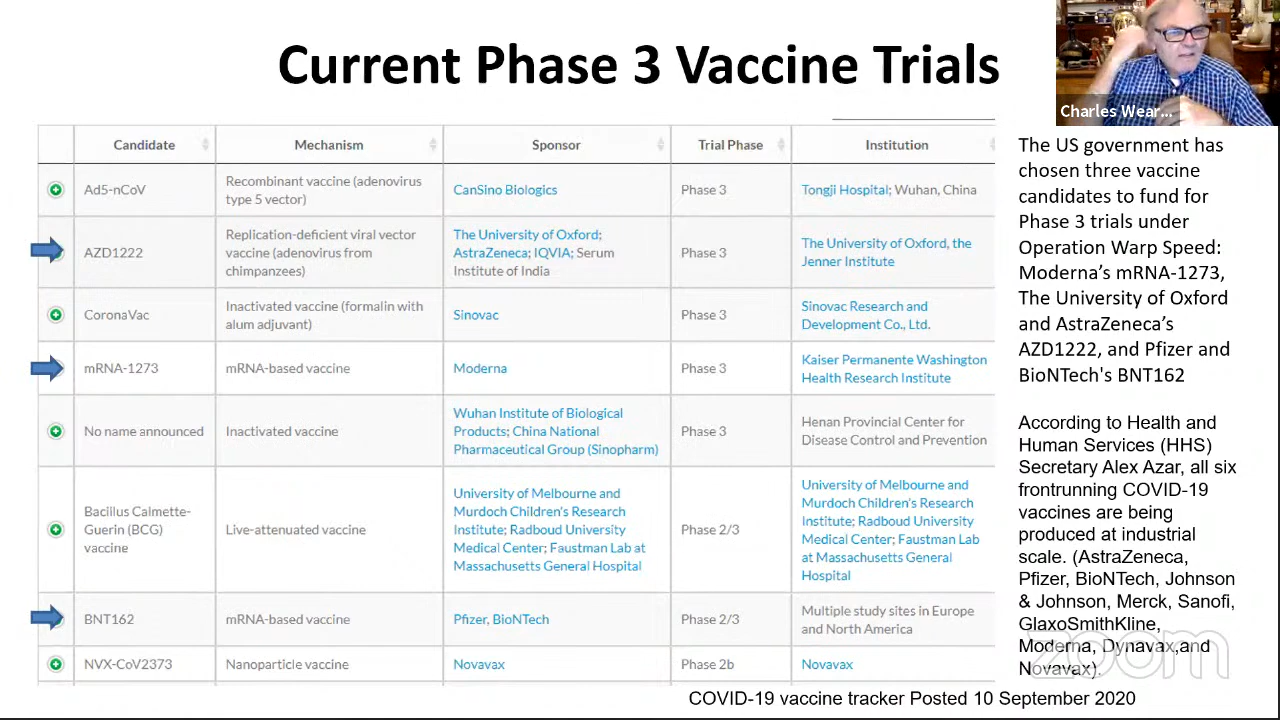 Current Phase 3 Vaccine Trials
Charles Wear...
Candidate Mechanism Sponsor Trial Phase Institution
Ad5-nCoV
Recombinant vaccine (adenovirus
type 5 vector)
CanSino Biologics
Phase 3
Tongji Hospital; Wuhan, China
AZD1222
Replication-deficient viral vector
vaccine (adenovirus from
chimpanzees)
The University of Oxford;
AstraZeneca; IQVIA; Serum
Institute of India
Phase 3
The University of Oxford, the
Jenner Institute
CoronaVac
Inactivated vaccine (formalin with
alum adjuvant)
Sinovac
Phase 3
Sinovac Research and
Development Co., Ltd.
mRNA-1273
mRNA-based vaccine
Moderna
Phase 3
Kaiser Permanente Washington
Health Research Institute
No name announced
Inactivated vaccine
Wuhan Institute of Biological
Products; China National
Pharmaceutical Group (Sinopharm)
Phase 3
Henan Provincial Center for
Disease Control and Prevention
Bacillus Calmette-
Guerin (BCG)
vaccine
Live-attenuated vaccine
University of Melbourne and
Murdoch Children's Research
Institute; Radboud University
Medical Center; Faustman Lab at
Massachusetts General Hospital
Phase 2/3
University of Melbourne and
Murdoch Children's Research
Institute; Radboud University
Medical Center; Faustman Lab
at Massachusetts General
Hospital
BNT162
mRNA-based vaccine
Pfizer, BioNTech
Phase 2/3
Multiple study sites in Europe
and North America
NVX-CoV2373
Nanoparticle vaccine
Novavax
Phase 2b
Novavax
The US government has
chosen three vaccine
candidates to fund for
Phase 3 trials under
Operation Warp Speed:
Moderna’s mRNA-1273,
The University of Oxford
and AstraZeneca’s
AZD1222, and Pfizer and
BioNTech's BNT162
According to Health and
Human Services (HHS)
Secretary Alex Azar, all six
frontrunning COVID-19
vaccines are being
produced at industrial
scale. (AstraZeneca,
Pfizer, BioNTech, Johnson
& Johnson, Merck, Sanofi,
GlaxoSmithKline,
Moderna, Dynavax,and
Novavax).
zoom
COVID-19 vaccine tracker Posted 10 September 2020